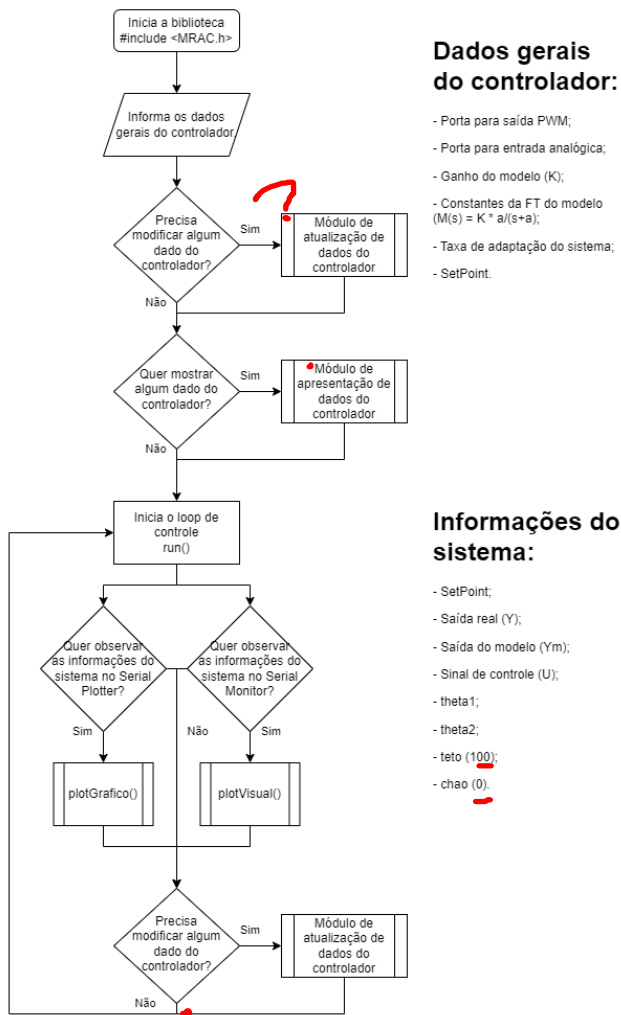 Inicia a biblioteca
#include <MRAC.h>
Dados gerais
do controlador:
Informa os dados
gerais do controlador
- Porta para saída PWM;
- Porta para entrada analógica;
- Ganho do modelo (K);
- Constantes da FT do modelo
(M(s) = K * a/(s+a);
- Taxa de adaptação do sistema;
- SetPoint.
?
Precisa
modificar algum
dado do
controlador?
Sim
Módulo de
atualização de
dados do
controlador
Não
Quer mostrar
algum dado do
controlador?
Sim
Módulo de
apresentação de
dados do
controlador
Não
Inicia o loop de
controle
run()
Informações do
sistema:
- SetPoint;
- Saída real (Y);
- Saída do modelo (Ym);
- Sinal de controle (U);
- theta1;
- theta2;
- teto (100);
- chao (0).
Quer observar
as informações do
sistema no Serial
Plotter?
Quer observar
as informações do
sistema no Serial
Monitor?
Sim
Não
Sim
plotGrafico()
plotVisual()
Precisa
modificar algum
dado do
controlador?
Sim
Módulo de
atualização de
dados do
controlador
Não